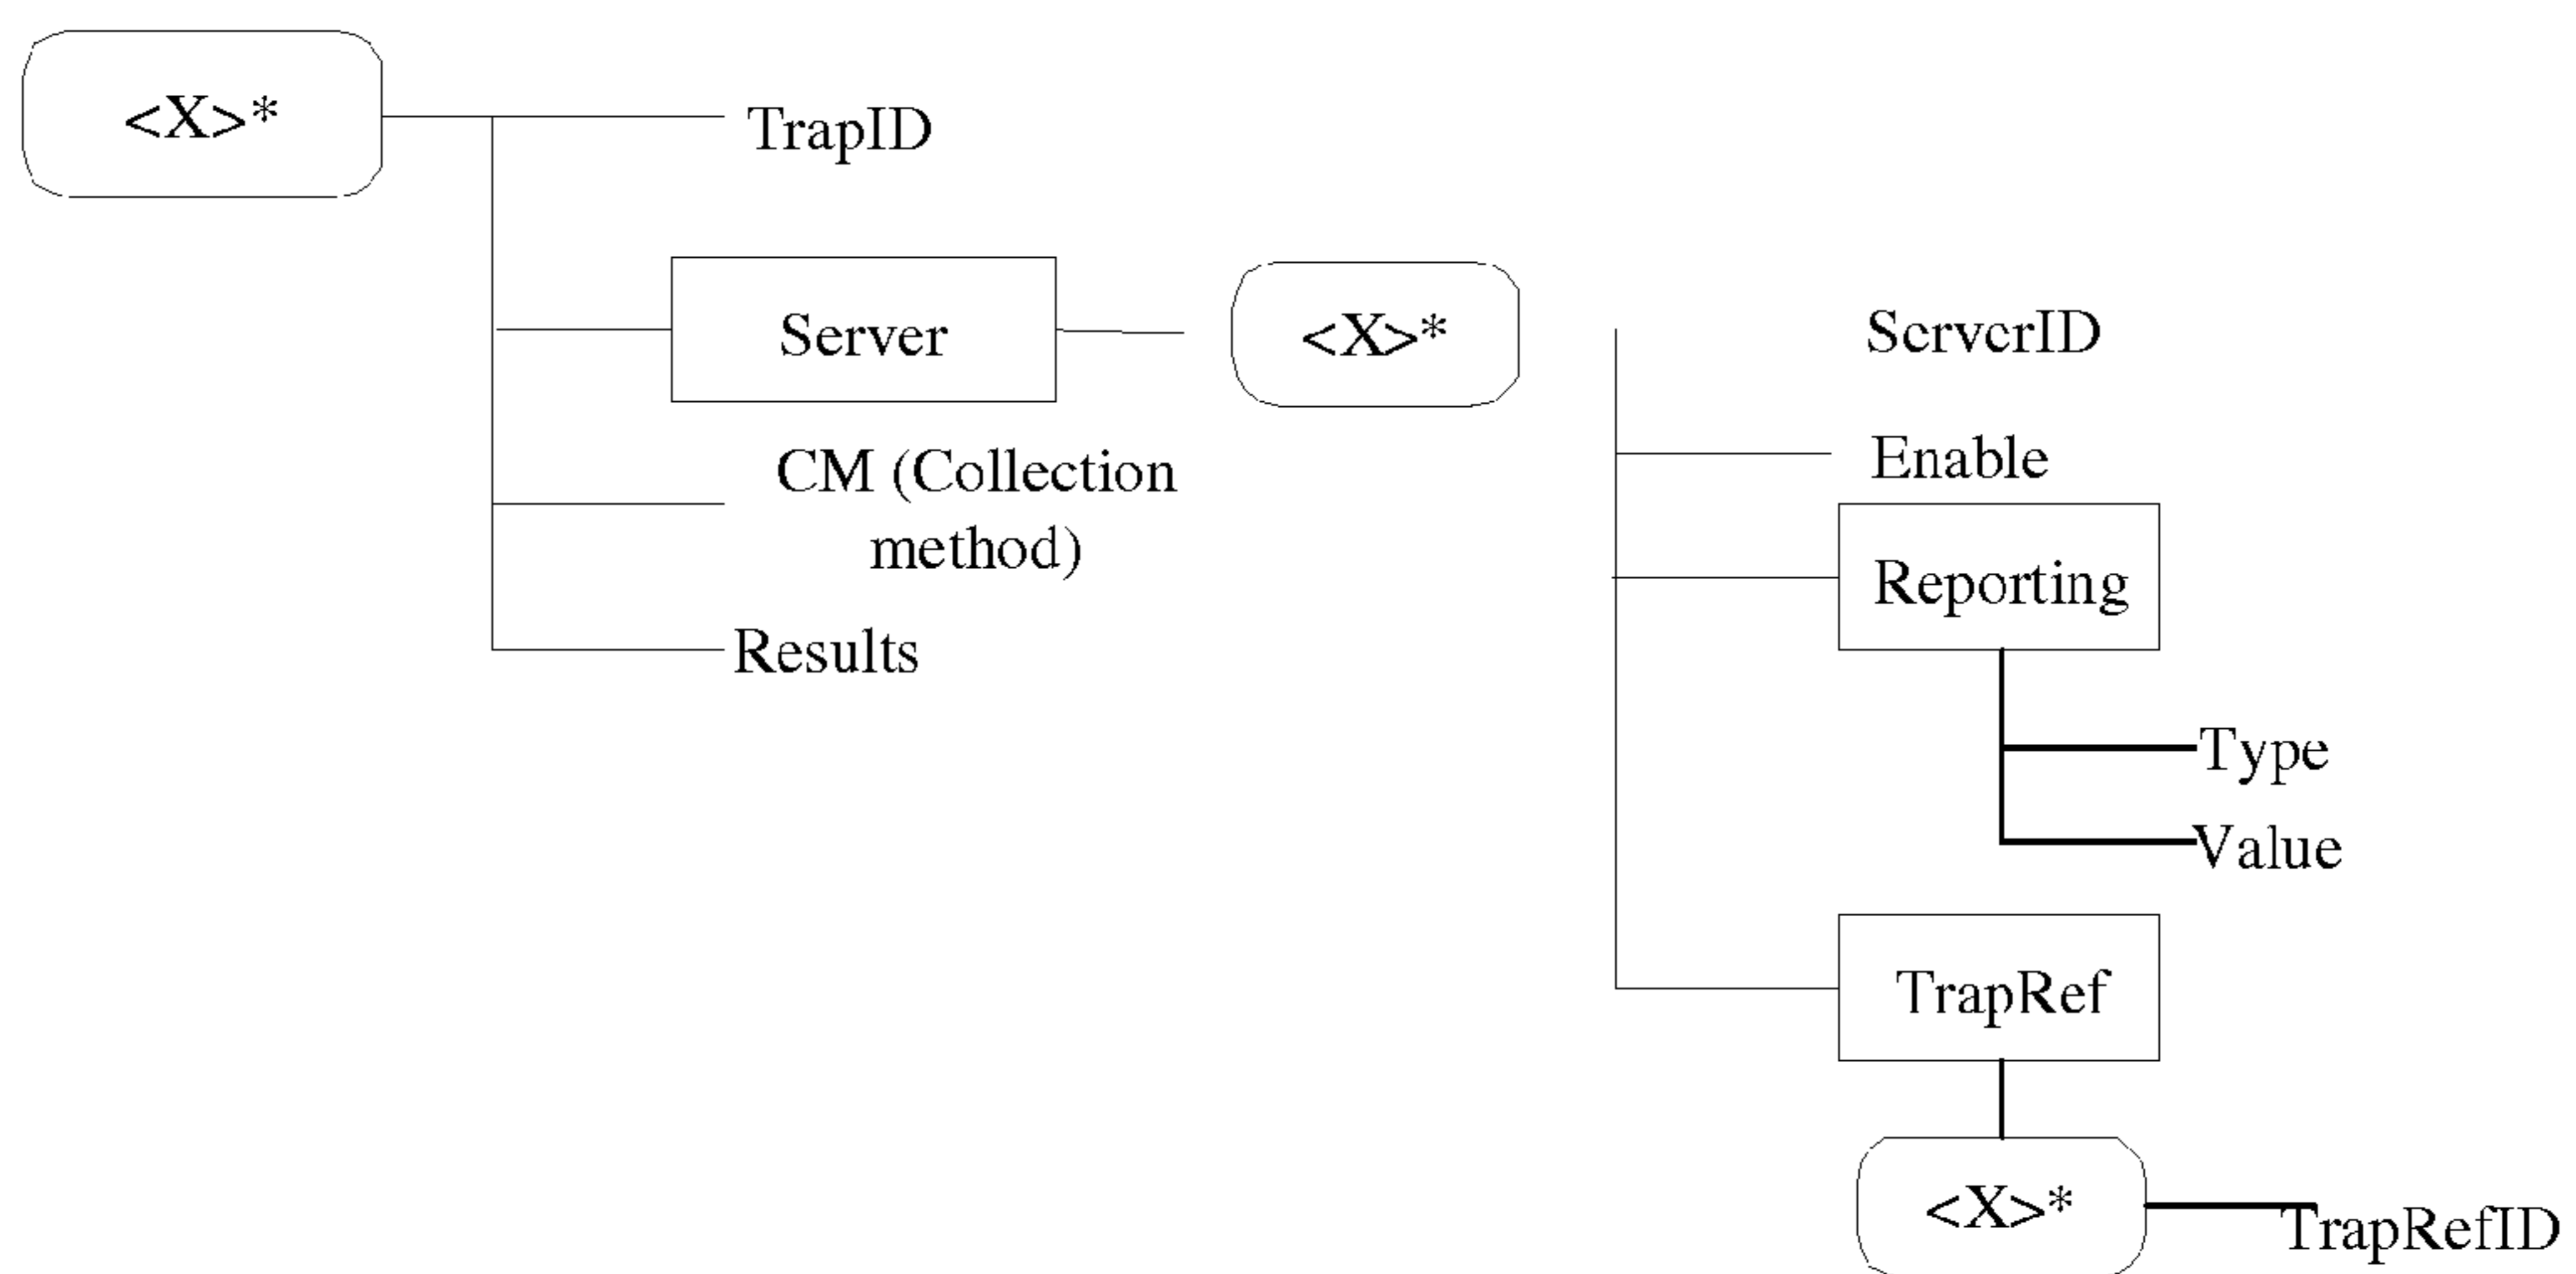 <X>*
TrapID
Server
<X>*
ServerID
CM (Collection
method)
Enable
Reporting
Results
Type
Value
TrapRef
<X>*
TrapRefID